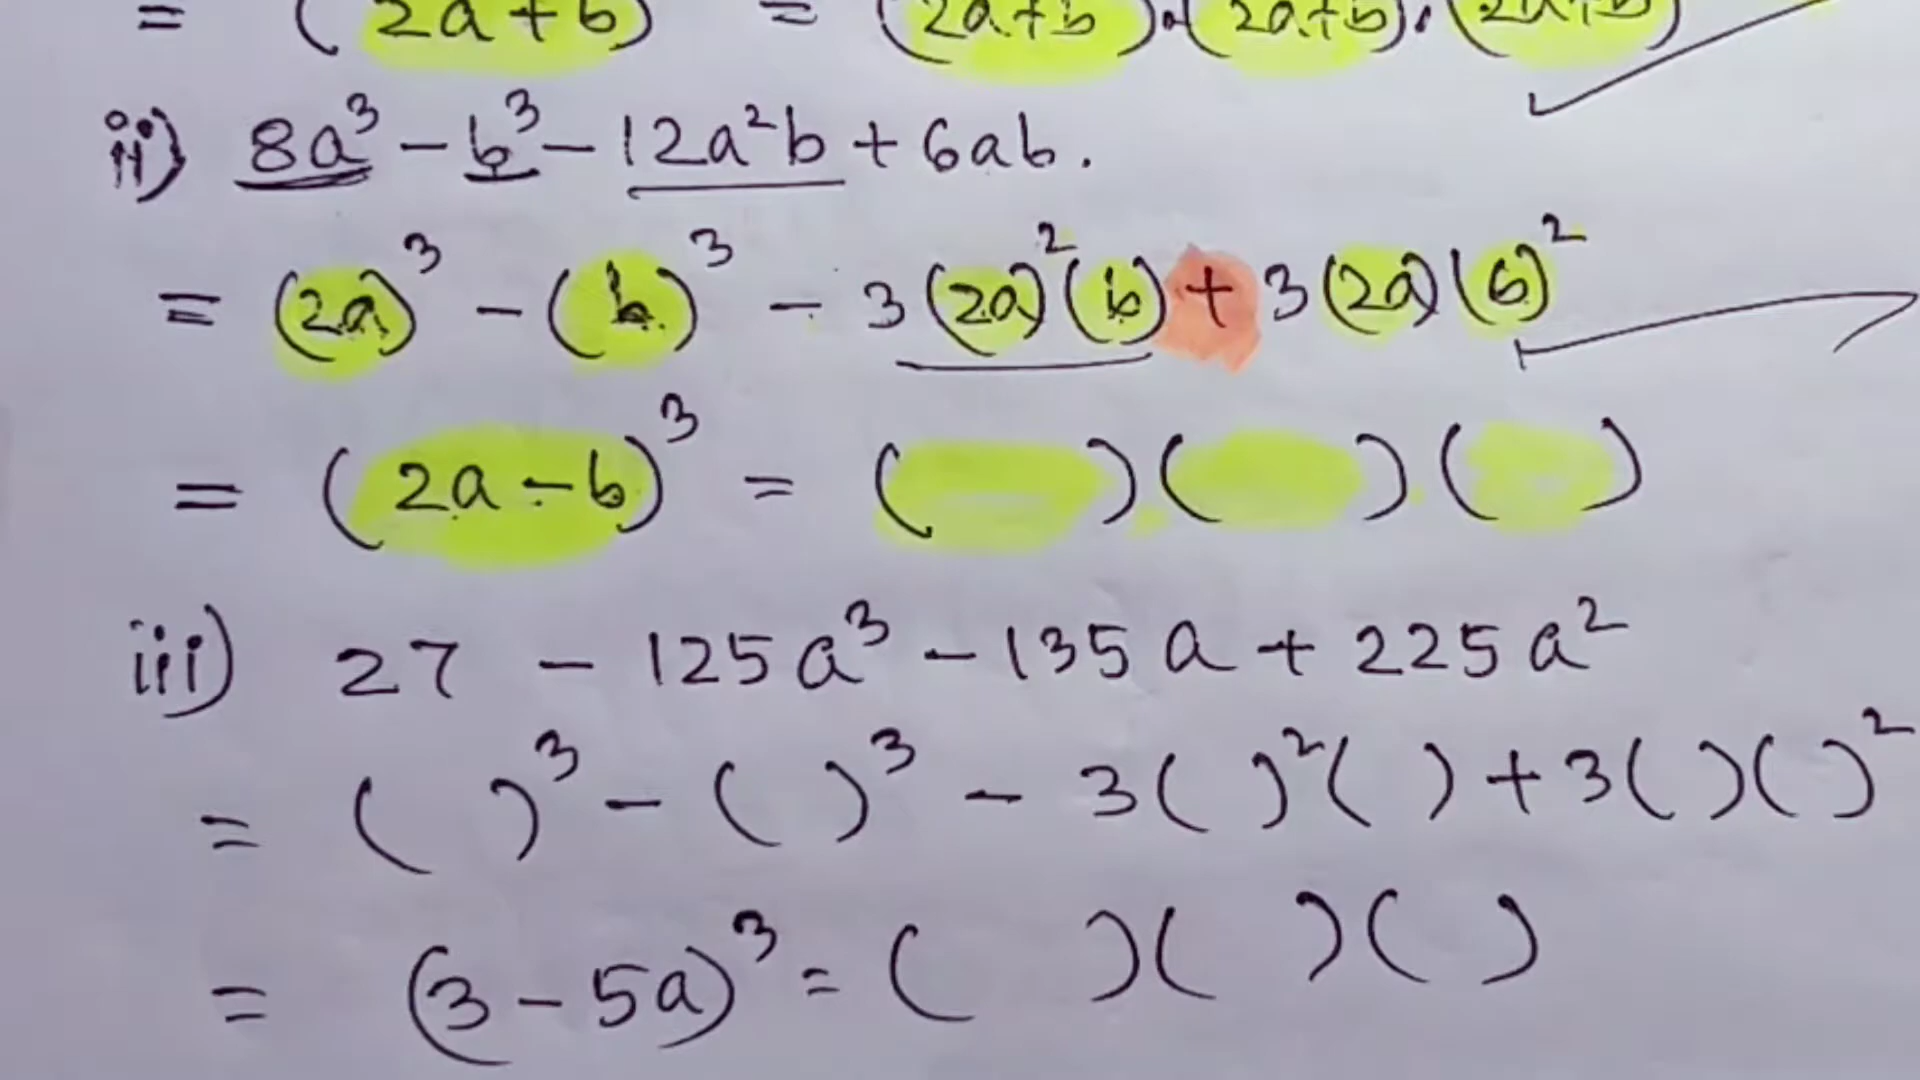 = (2a+b) = (2a+b).(2a+b).(2a+b)
ii) 8a³ - b³ - 12a²b + 6ab.
= (2a)³ - (b)³ - 3(2a)²(b) + 3(2a)(b)²
= (2a-b)³ = ( )( )( )
iii) 27 - 125a³ - 135a + 225a²
= ( )³ - ( )³ - 3( )²( ) + 3( )( )²
= (3-5a)³ = ( )( )( )